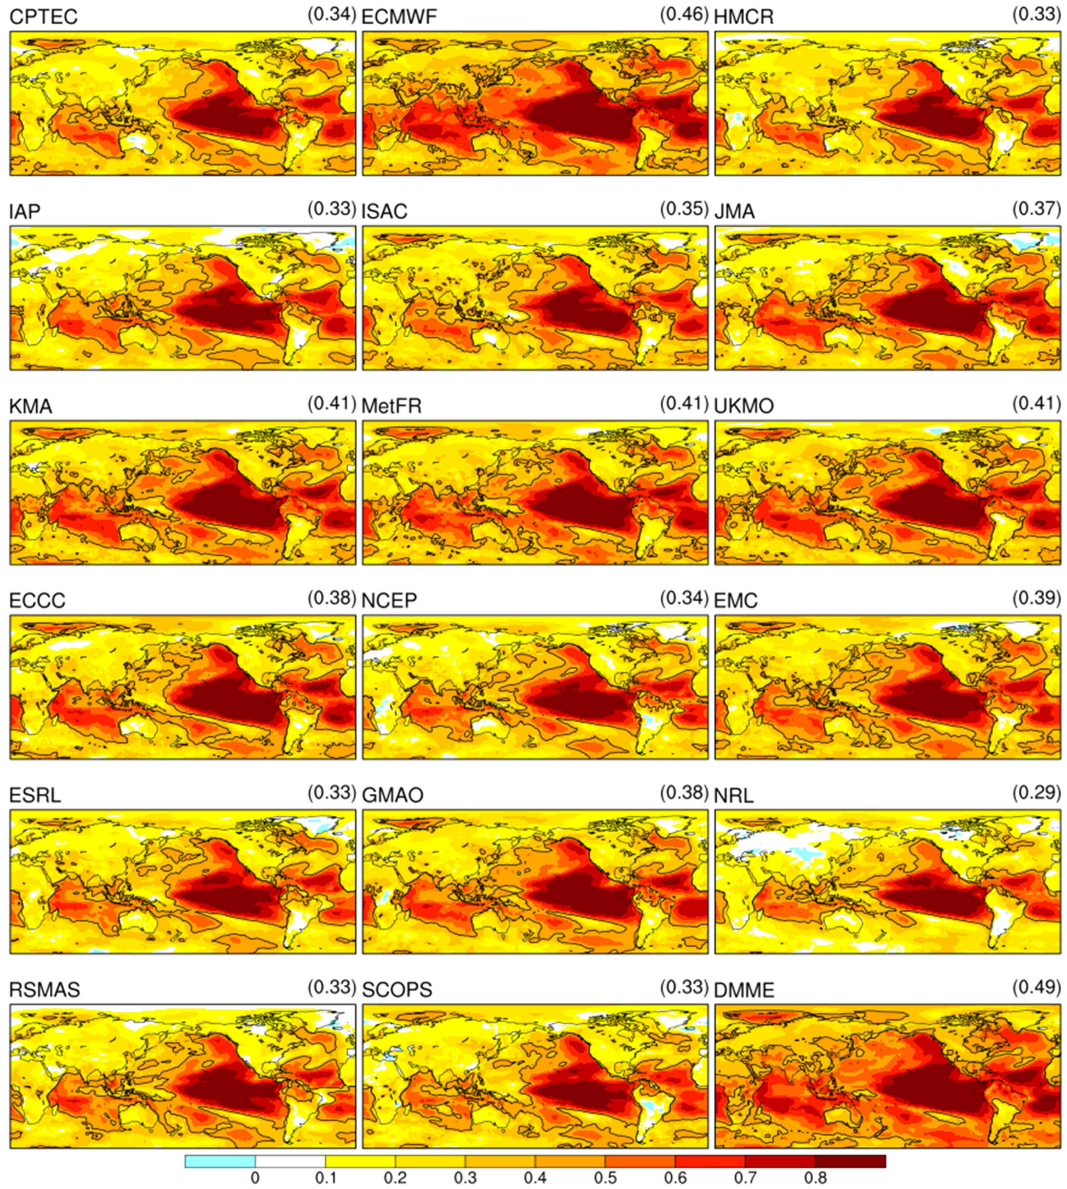 CPTEC (0.34) ECMWF (0.46) HMCR (0.33)
IAP (0.33) ISAC (0.35) JMA (0.37)
KMA (0.41) MetFR (0.41) UKMO (0.41)
ECCC (0.38) NCEP (0.34) EMC (0.39)
ESRL (0.33) GMAO (0.38) NRL (0.29)
RSMAS (0.33) SCOPS (0.33) DMME (0.49)
0 0.1 0.2 0.3 0.4 0.5 0.6 0.7 0.8